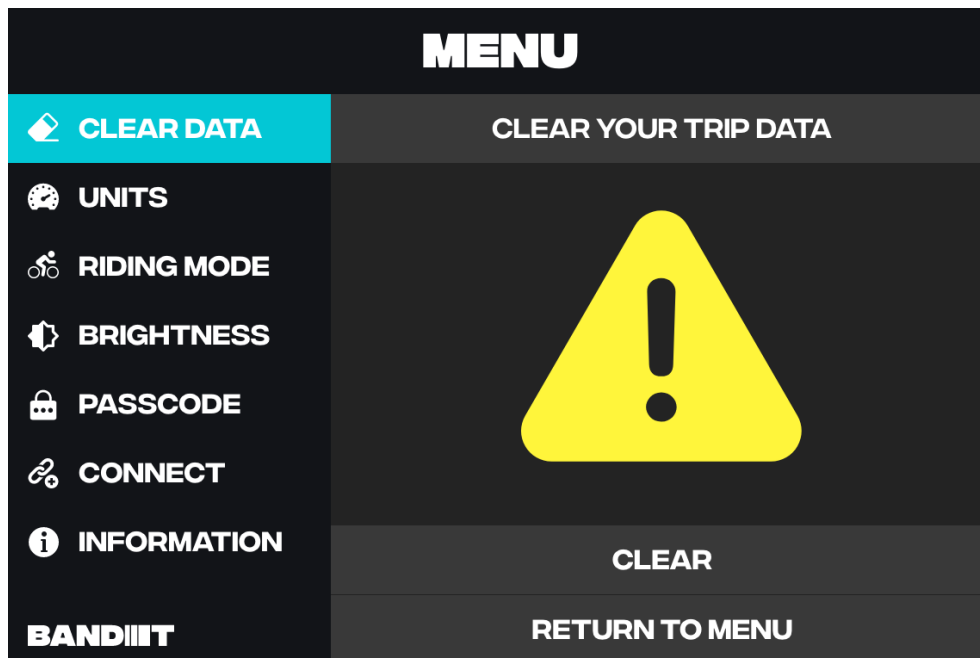 MENU
CLEAR DATA
UNITS
RIDING MODE
BRIGHTNESS
PASSCODE
CONNECT
INFORMATION
BANDIIIT
CLEAR YOUR TRIP DATA
CLEAR
RETURN TO MENU